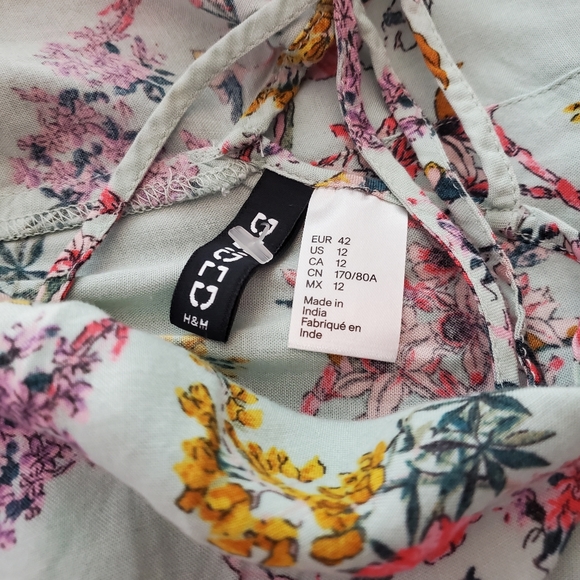 H&M
EUR 42
US 12
CA 12
CN 170/80A
MX 12
Made in
India
Fabriqué en
Inde